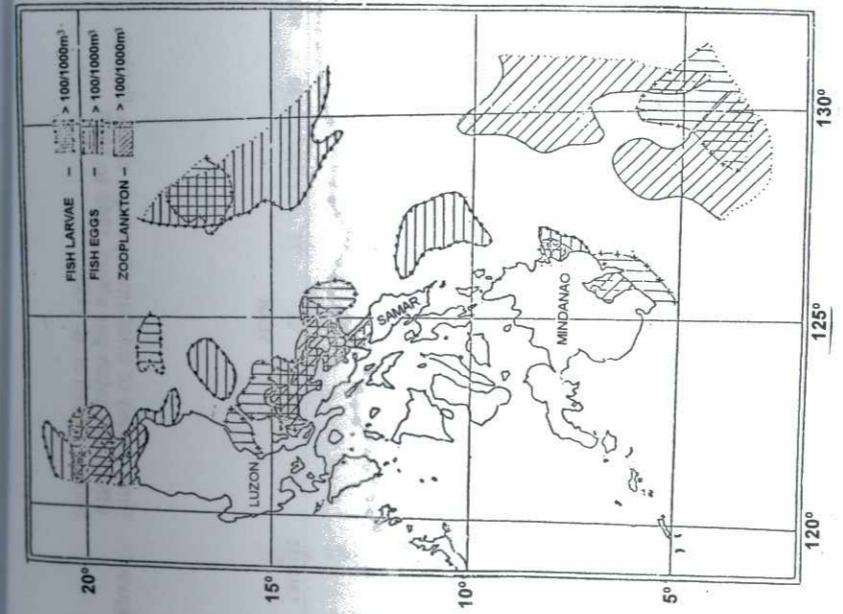 FISH LARVAE — > 100/1000m³
FISH EGGS — > 100/1000m³
ZOOPLANKTON — > 100/1000m³
20°
15°
10°
5°
LUZON
SAMAR
MINDANAO
120°
125°
130°